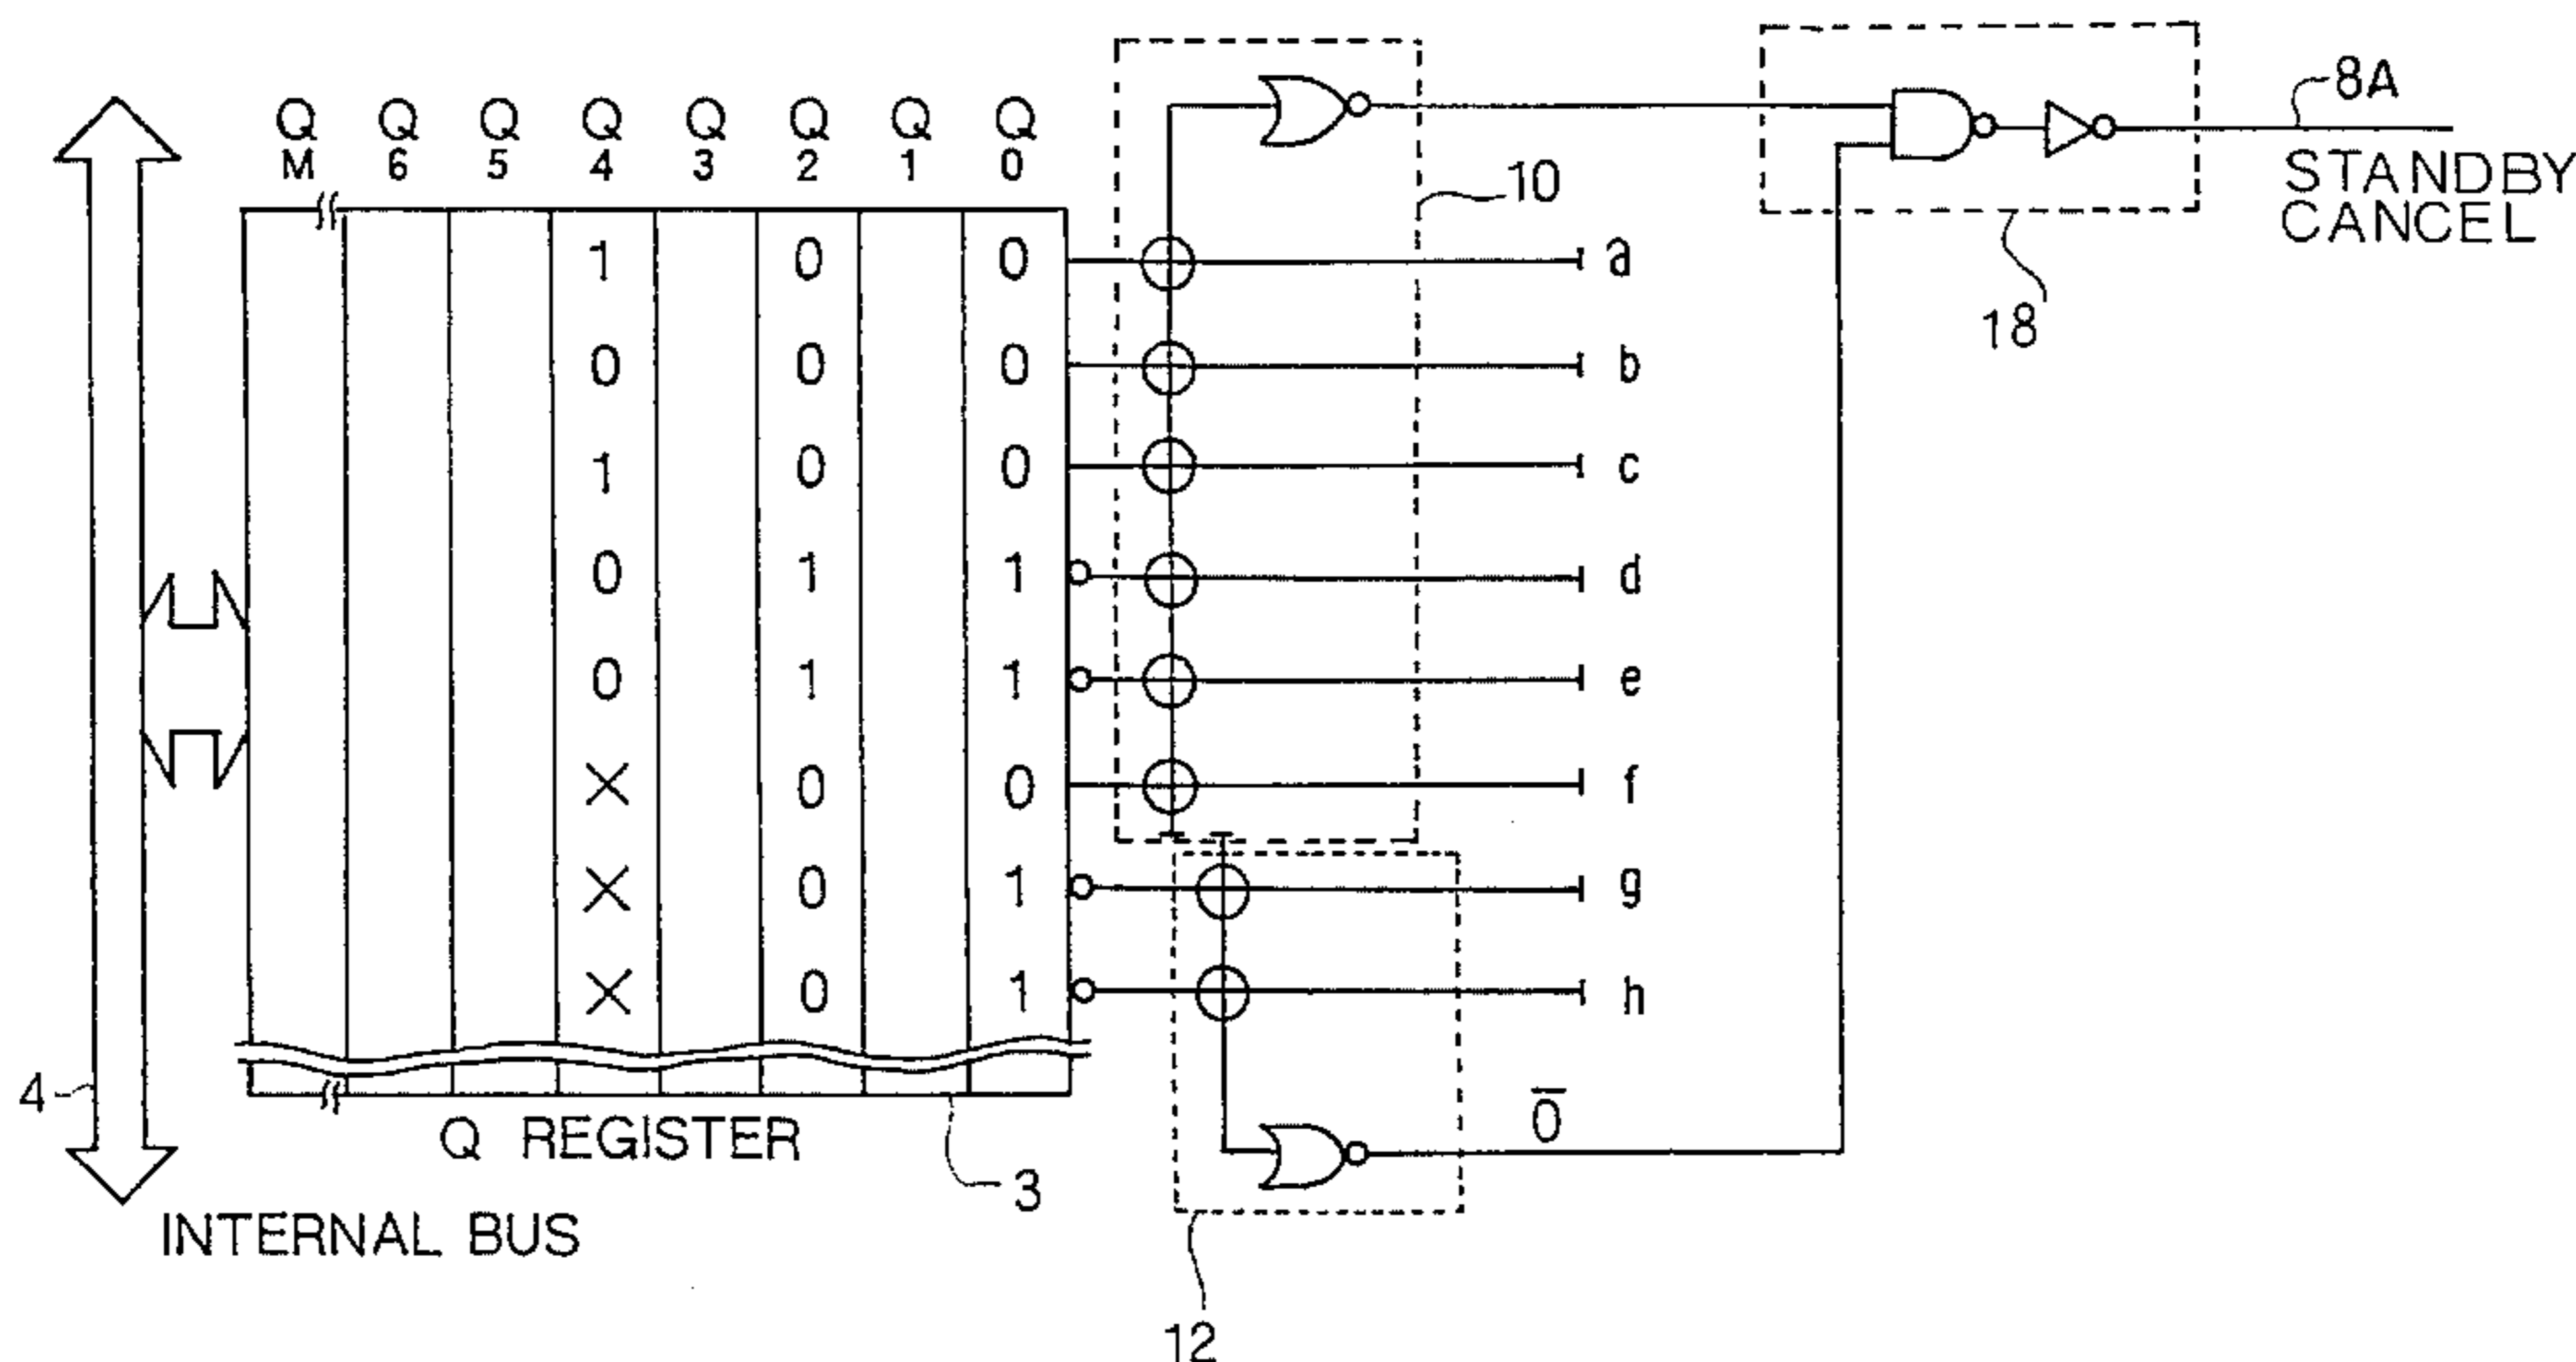 8A
STANDBY
CANCEL
Q Q Q Q Q Q Q Q
M 6 5 4 3 2 1 0
10
18
1 0 0 a
0 0 0 b
1 0 0 c
0 1 1 d
0 1 1 e
× 0 0 f
× 0 1 g
× 0 1 h
4
Q REGISTER
3
0̅
INTERNAL BUS
12